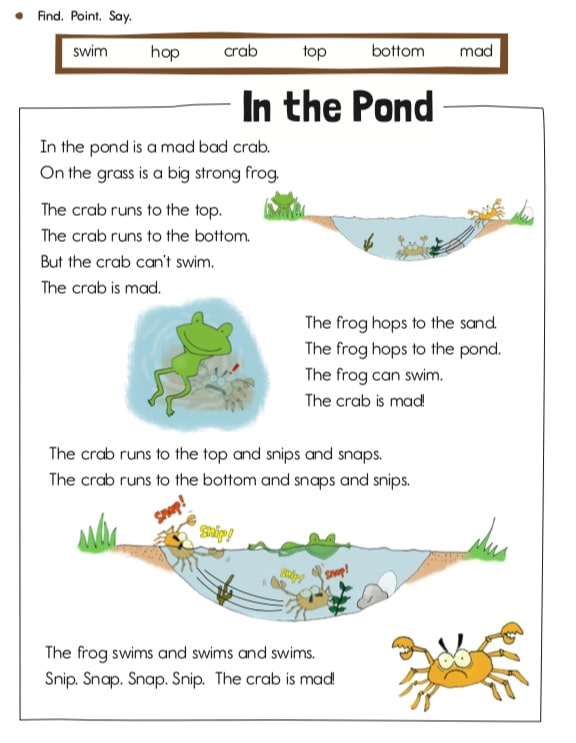 Find. Point. Say.
swim hop crab top bottom mad
In the Pond
In the pond is a mad bad crab.
On the grass is a big strong frog.
The crab runs to the top.
The crab runs to the bottom.
But the crab can't swim.
The crab is mad.
The frog hops to the sand.
The frog hops to the pond.
The frog can swim.
The crab is mad!
The crab runs to the top and snips and snaps.
The crab runs to the bottom and snaps and snips.
Snap!
Snip!
Snip!
Snap!
The frog swims and swims and swims.
Snip. Snap. Snap. Snip. The crab is mad!